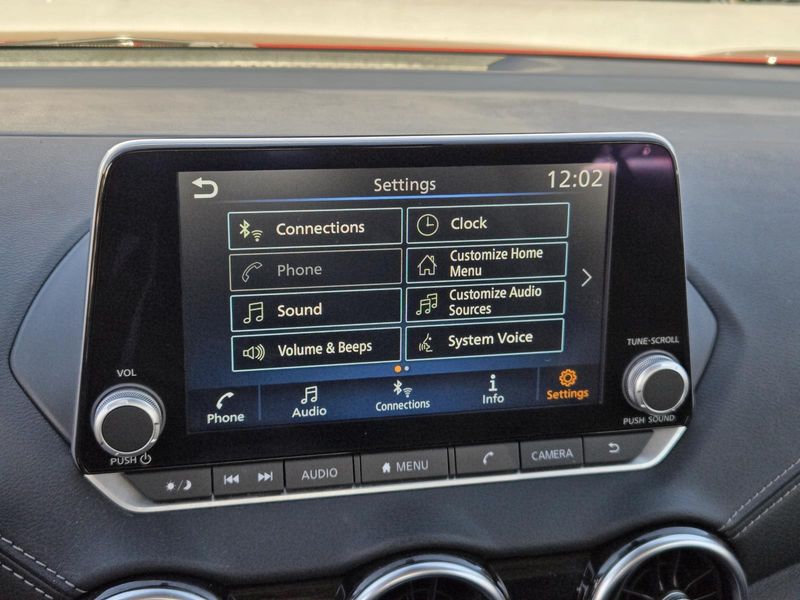 Settings
12:02
Connections
Clock
Phone
Customize Home
Menu
Sound
Customize Audio
Sources
Volume & Beeps
System Voice
Phone
Audio
Connections
Info
Settings
VOL
PUSH
TUNE·SCROLL
PUSH SOUND
AUDIO
MENU
CAMERA